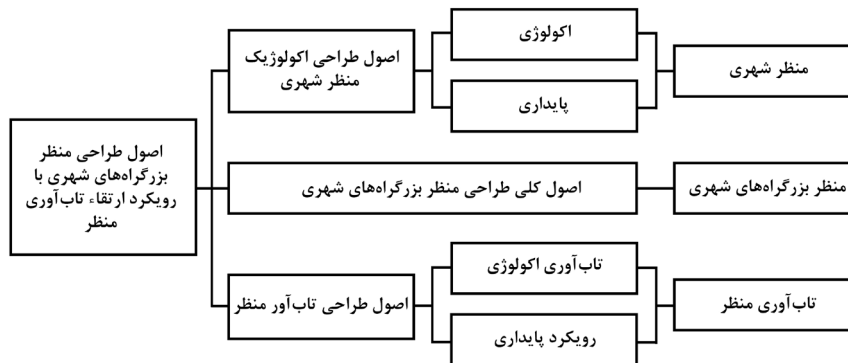 منظر شهری
اکولوژی
پایداری
اصول طراحی اکولوژیک
منظر شهری
منظر بزرگراه‌های شهری
اصول کلی طراحی منظر بزرگراه‌های شهری
تاب‌آوری منظر
تاب‌آوری اکولوژی
رویکرد پایداری
اصول طراحی تاب‌آور منظر
اصول طراحی منظر
بزرگراه‌های شهری با
رویکرد ارتقاء تاب‌آوری
منظر